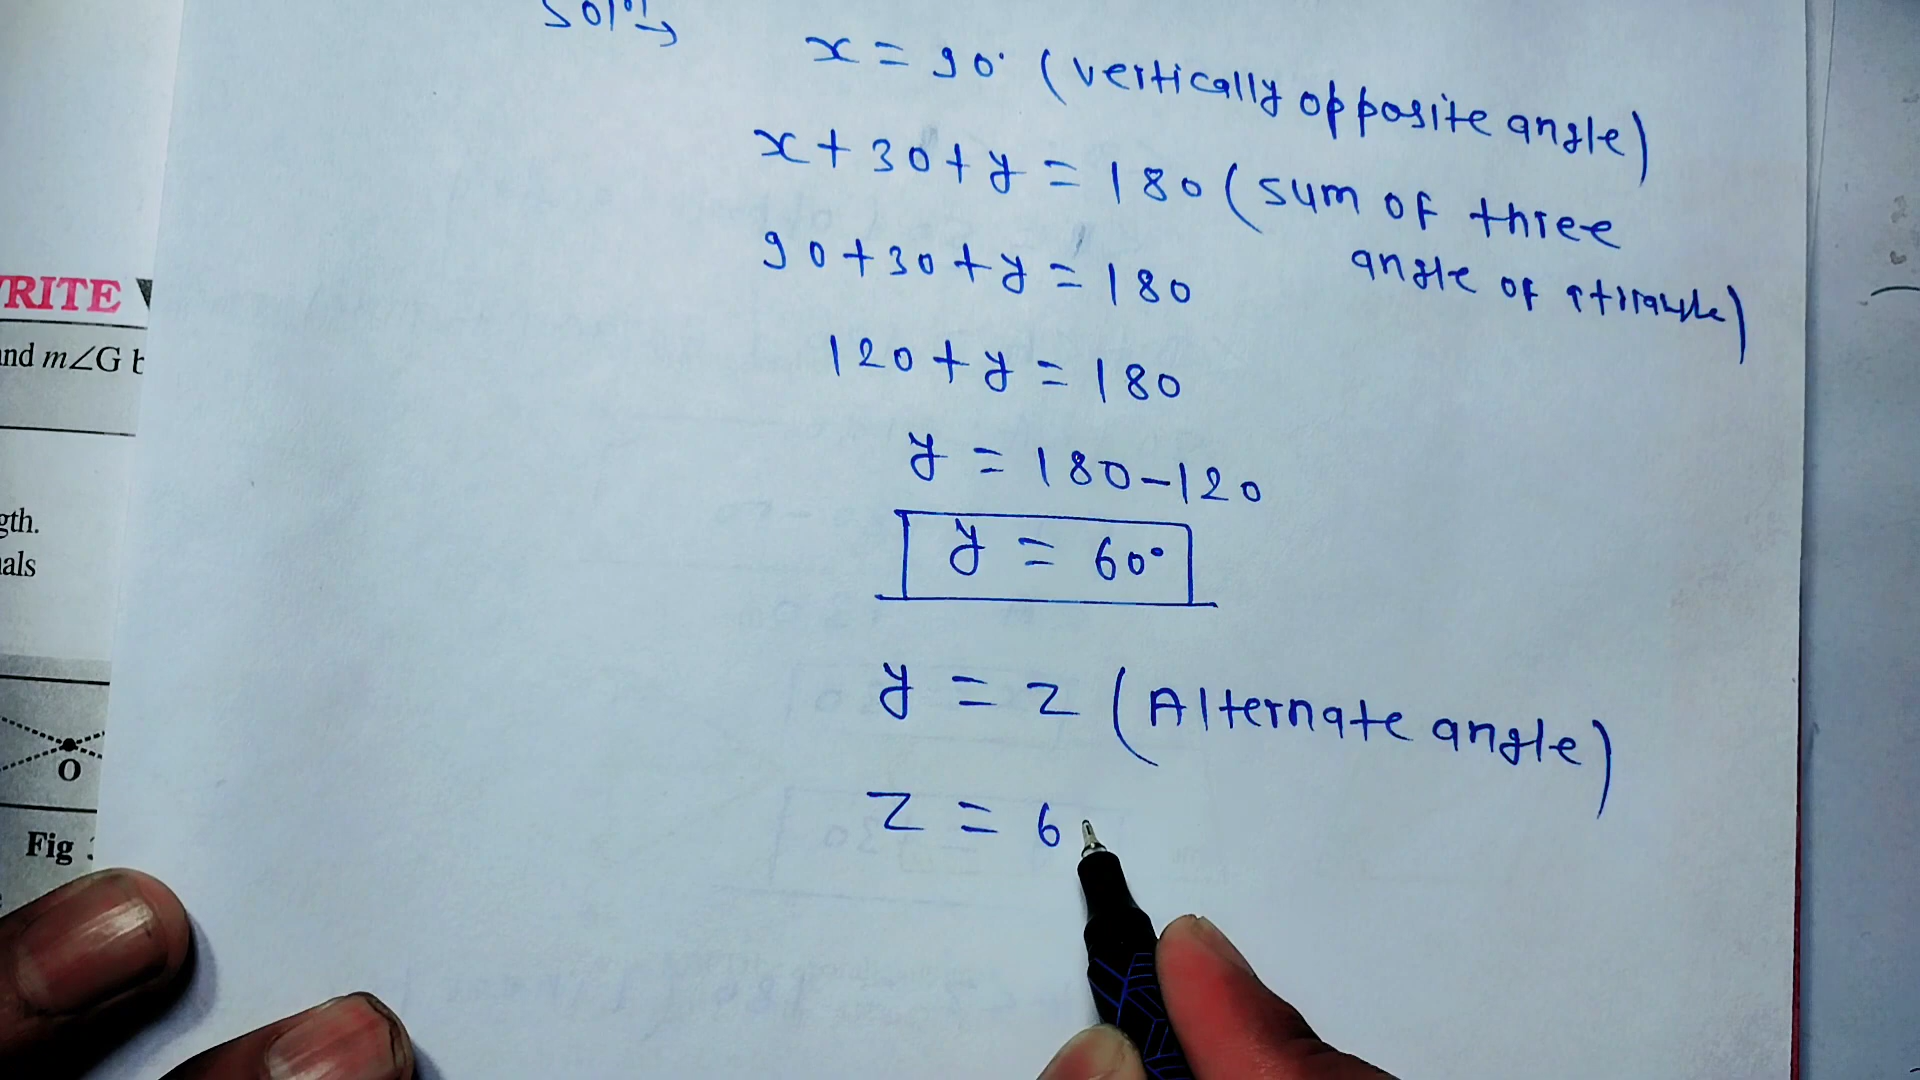 Soln→
x = 90° (vertically opposite angle)
x + 30 + y = 180 (sum of three
angle of a triangle)
90 + 30 + y = 180
120 + y = 180
y = 180 - 120
y = 60°
y = z (Alternate angle)
z = 6
RITE
nd m∠G b
gth.
als
O
Fig